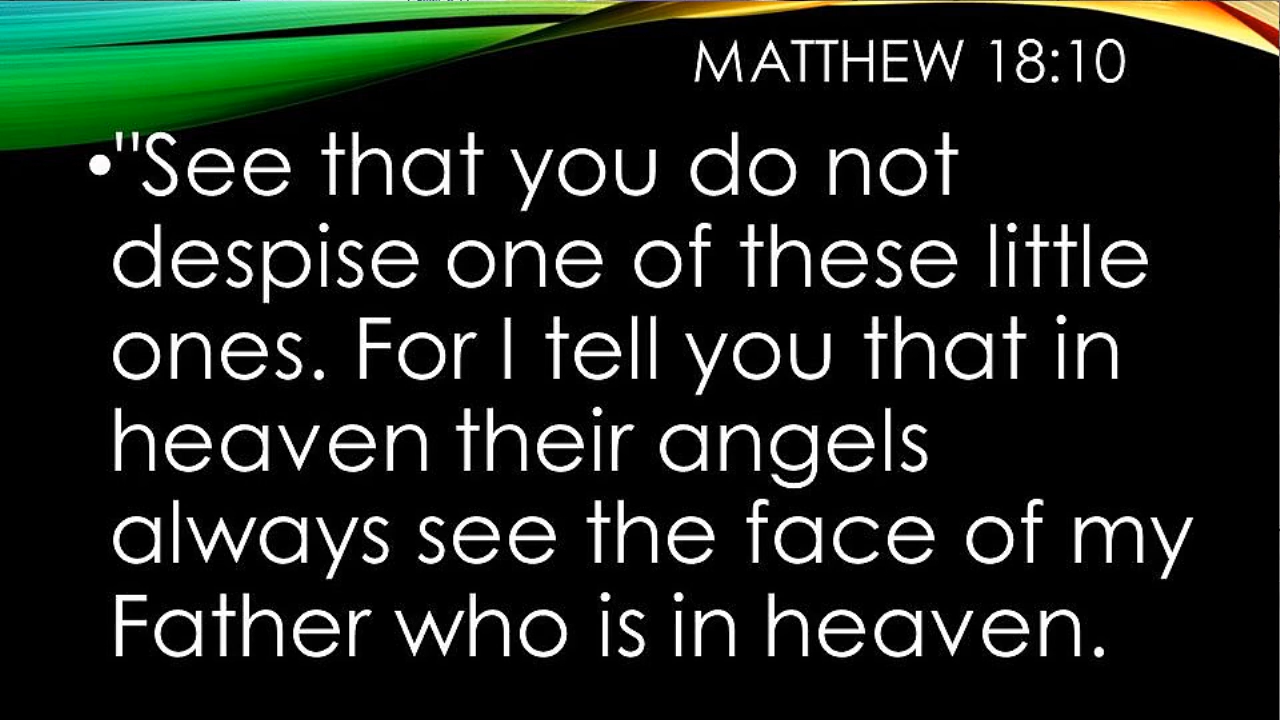 MATTHEW 18:10
•"See that you do not
despise one of these little
ones. For I tell you that in
heaven their angels
always see the face of my
Father who is in heaven.